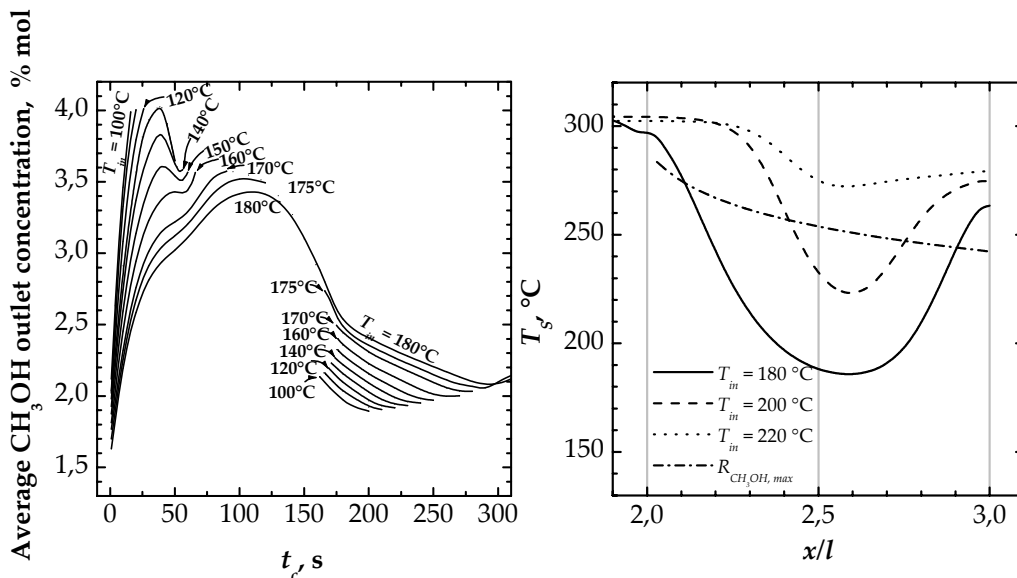 Average CH3OH outlet concentration, % mol
4,0
3,5
3,0
2,5
2,0
1,5
0
50
100
150
200
250
300
tc, s
Tin = 100°C
120°C
140°C
150°C
160°C
170°C
175°C
180°C
175°C
170°C
160°C
140°C
120°C
100°C
Tin = 180°C
Ts, °C
300
250
200
150
2,0
2,5
3,0
x/l
Tin = 180 °C
Tin = 200 °C
Tin = 220 °C
RCH3OH, max